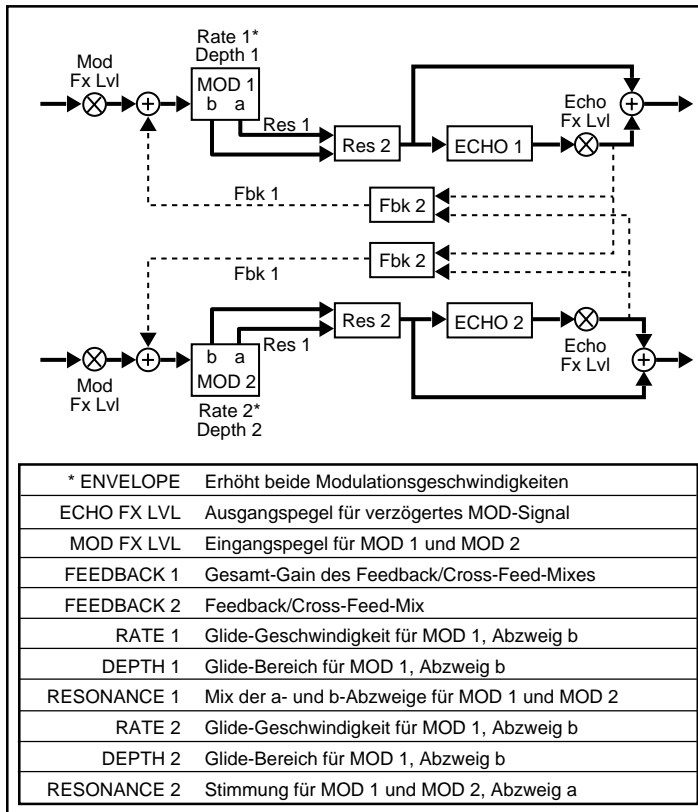 Rate 1*
Depth 1
Mod
Fx Lvl
MOD 1
b a
Res 1
Res 2
ECHO 1
Echo
Fx Lvl
Fbk 1
Fbk 2
Fbk 2
Fbk 1
Res 2
ECHO 2
b a
MOD 2
Res 1
Mod
Fx Lvl
Echo
Fx Lvl
Rate 2*
Depth 2
* ENVELOPE Erhöht beide Modulationsgeschwindigkeiten
ECHO FX LVL Ausgangspegel für verzögertes MOD-Signal
MOD FX LVL Eingangspegel für MOD 1 und MOD 2
FEEDBACK 1 Gesamt-Gain des Feedback/Cross-Feed-Mixes
FEEDBACK 2 Feedback/Cross-Feed-Mix
RATE 1 Glide-Geschwindigkeit für MOD 1, Abzweig b
DEPTH 1 Glide-Bereich für MOD 1, Abzweig b
RESONANCE 1 Mix der a- und b-Abzweige für MOD 1 und MOD 2
RATE 2 Glide-Geschwindigkeit für MOD 1, Abzweig b
DEPTH 2 Glide-Bereich für MOD 1, Abzweig b
RESONANCE 2 Stimmung für MOD 1 und MOD 2, Abzweig a